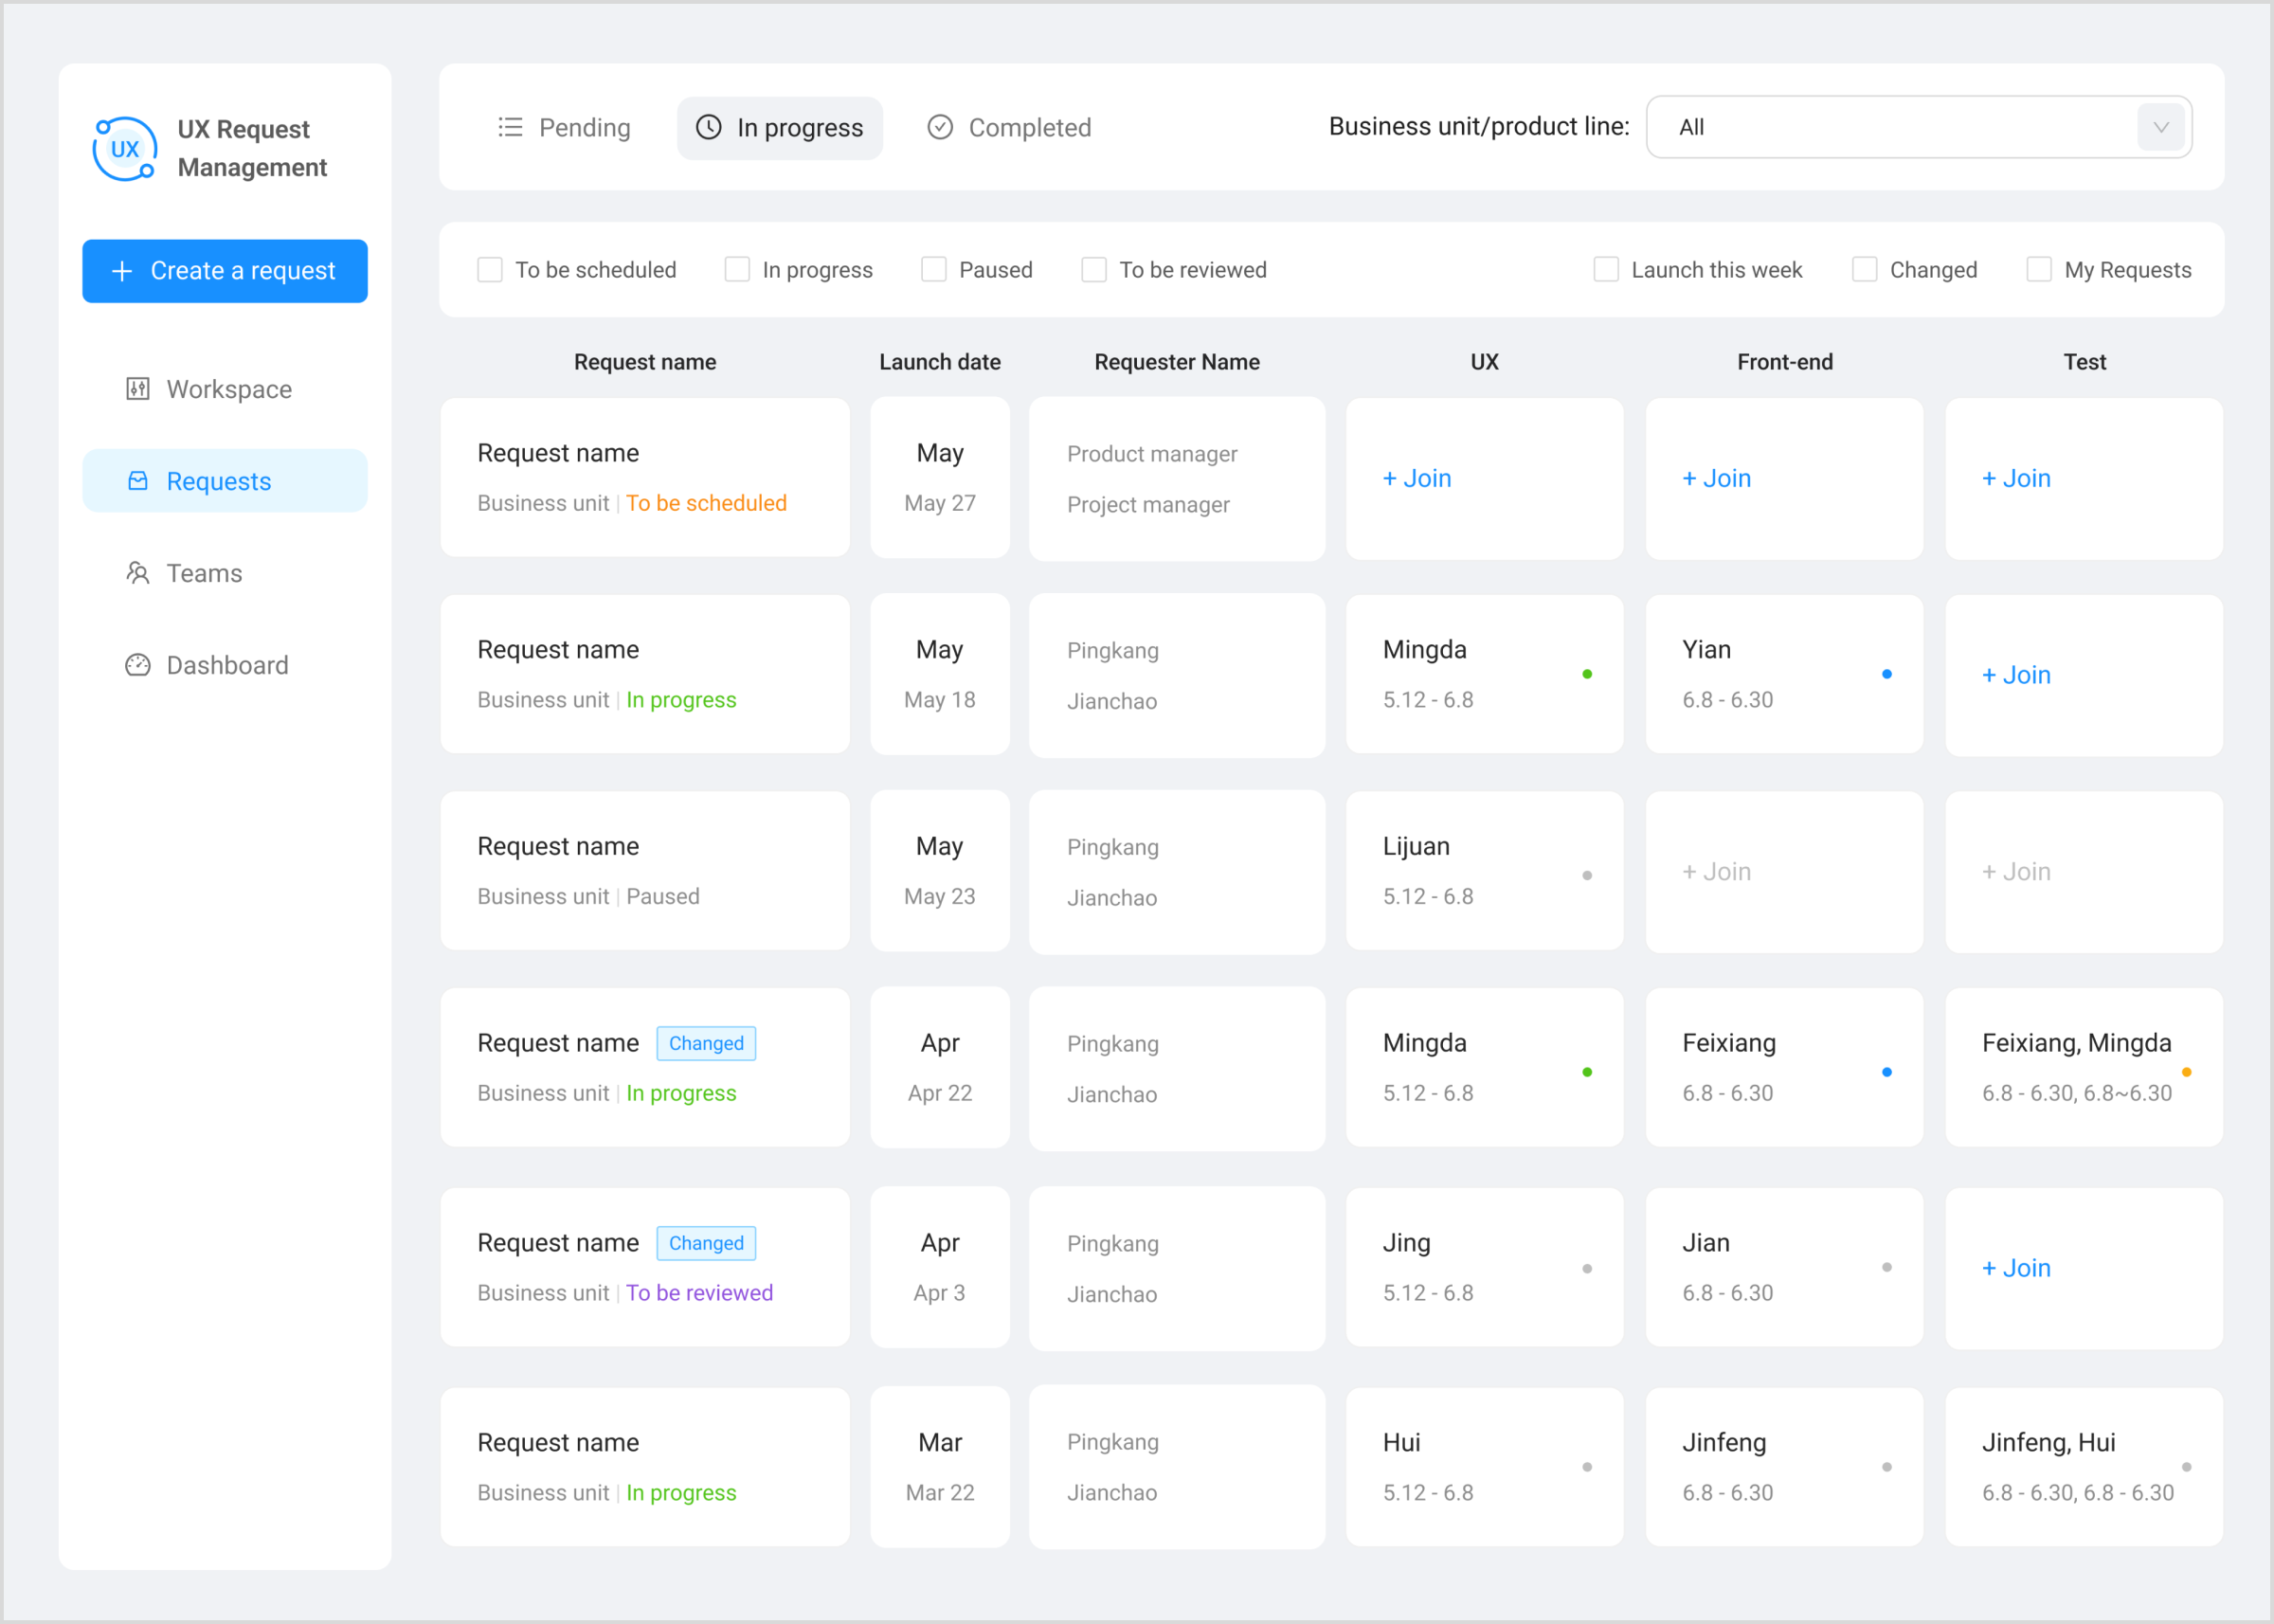 UX
UX Request
Management
Create a request
Workspace
Requests
Teams
Dashboard
Pending
In progress
Completed
Business unit/product line:
All
To be scheduled
In progress
Paused
To be reviewed
Launch this week
Changed
My Requests
Request name
Launch date
Requester Name
UX
Front-end
Test
Request name
Business unit | To be scheduled
May
May 27
Product manager
Project manager
+ Join
+ Join
+ Join
Request name
Business unit | In progress
May
May 18
Pingkang
Jianchao
Mingda
5.12 - 6.8
Yian
6.8 - 6.30
+ Join
Request name
Business unit | Paused
May
May 23
Pingkang
Jianchao
Lijuan
5.12 - 6.8
+ Join
+ Join
Request name Changed
Business unit | In progress
Apr
Apr 22
Pingkang
Jianchao
Mingda
5.12 - 6.8
Feixiang
6.8 - 6.30
Feixiang, Mingda
6.8 - 6.30, 6.8~6.30
Request name Changed
Business unit | To be reviewed
Apr
Apr 3
Pingkang
Jianchao
Jing
5.12 - 6.8
Jian
6.8 - 6.30
+ Join
Request name
Business unit | In progress
Mar
Mar 22
Pingkang
Jianchao
Hui
5.12 - 6.8
Jinfeng
6.8 - 6.30
Jinfeng, Hui
6.8 - 6.30, 6.8 - 6.30